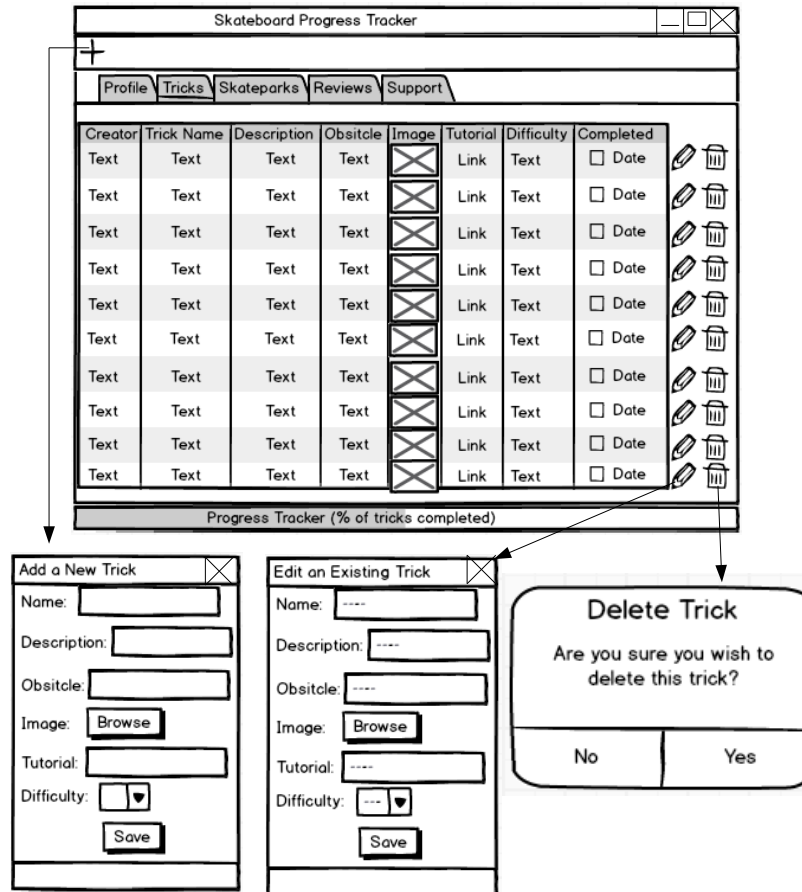 Skateboard Progress Tracker
Profile Tricks Skateparks Reviews Support
Creator Trick Name Description Obsitcle Image Tutorial Difficulty Completed
Text Text Text Text Link Text Date
Text Text Text Text Link Text Date
Text Text Text Text Link Text Date
Text Text Text Text Link Text Date
Text Text Text Text Link Text Date
Text Text Text Text Link Text Date
Text Text Text Text Link Text Date
Text Text Text Text Link Text Date
Text Text Text Text Link Text Date
Text Text Text Text Link Text Date
Progress Tracker (% of tricks completed)
Add a New Trick
Name:
Description:
Obsitcle:
Image: Browse
Tutorial:
Difficulty:
Save
Edit an Existing Trick
Name: ----
Description: ----
Obsitcle: ----
Image: Browse
Tutorial: ----
Difficulty: ---
Save
Delete Trick
Are you sure you wish to
delete this trick?
No Yes